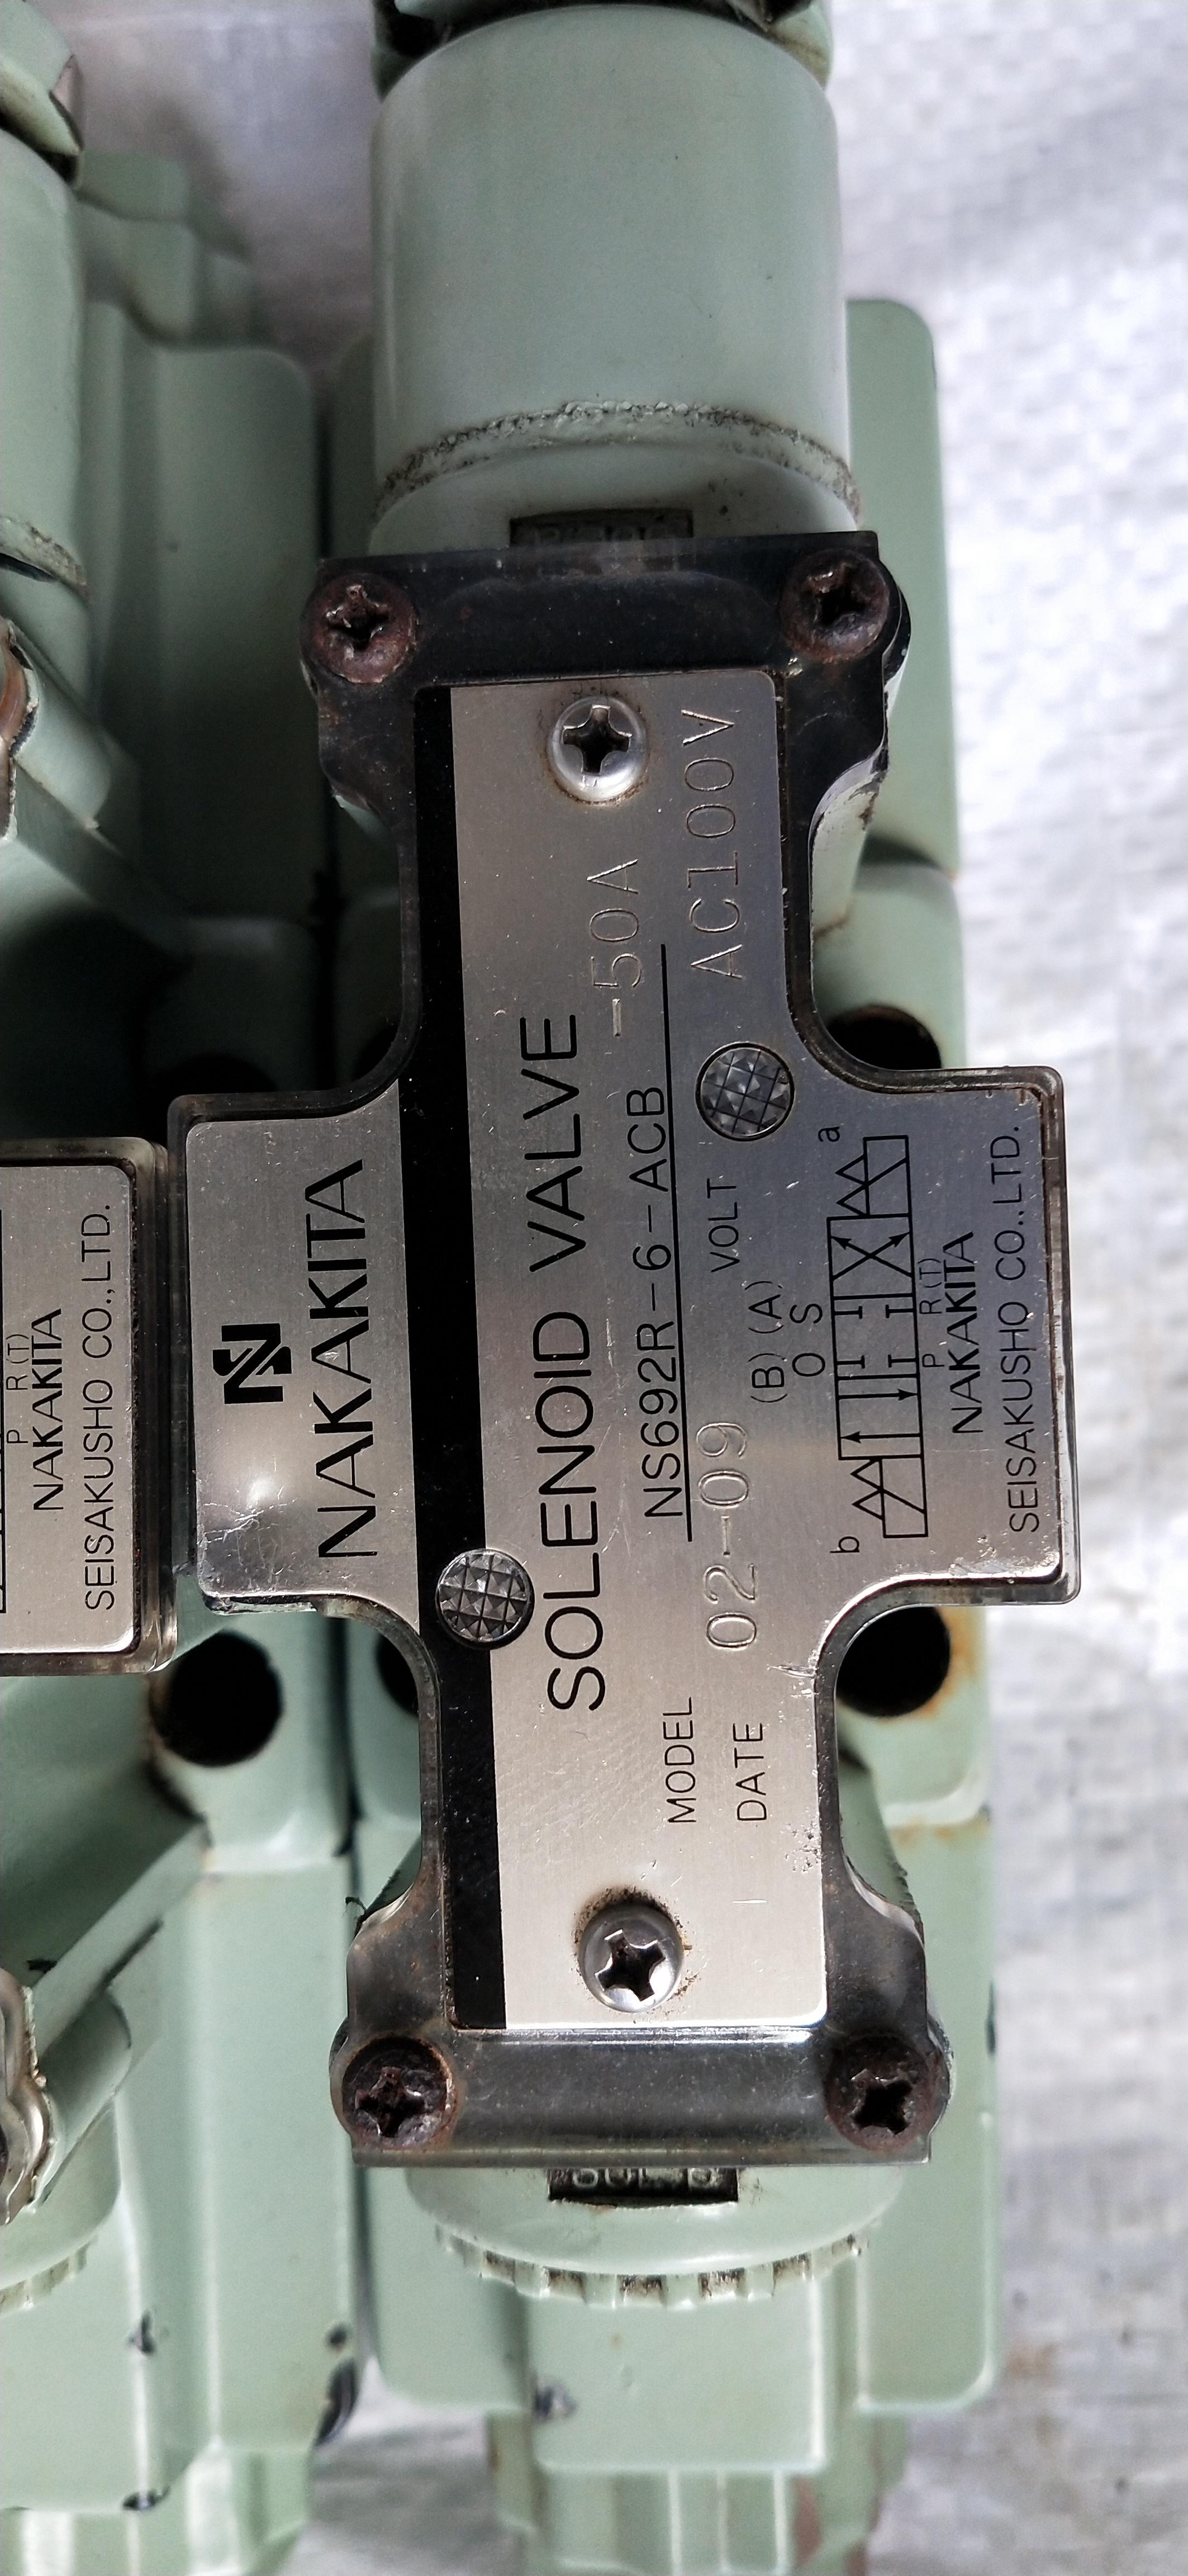 NAKAKITA
SOLENOID VALVE
MODEL NS692R-6-ACB -50A
DATE 02-09 VOLT AC100V
(B)(A)
O S
b a
P R(T)
NAKAKITA
SEISAKUSHO CO.,LTD.
P R(T)
NAKAKITA
SEISAKUSHO CO.,LTD.